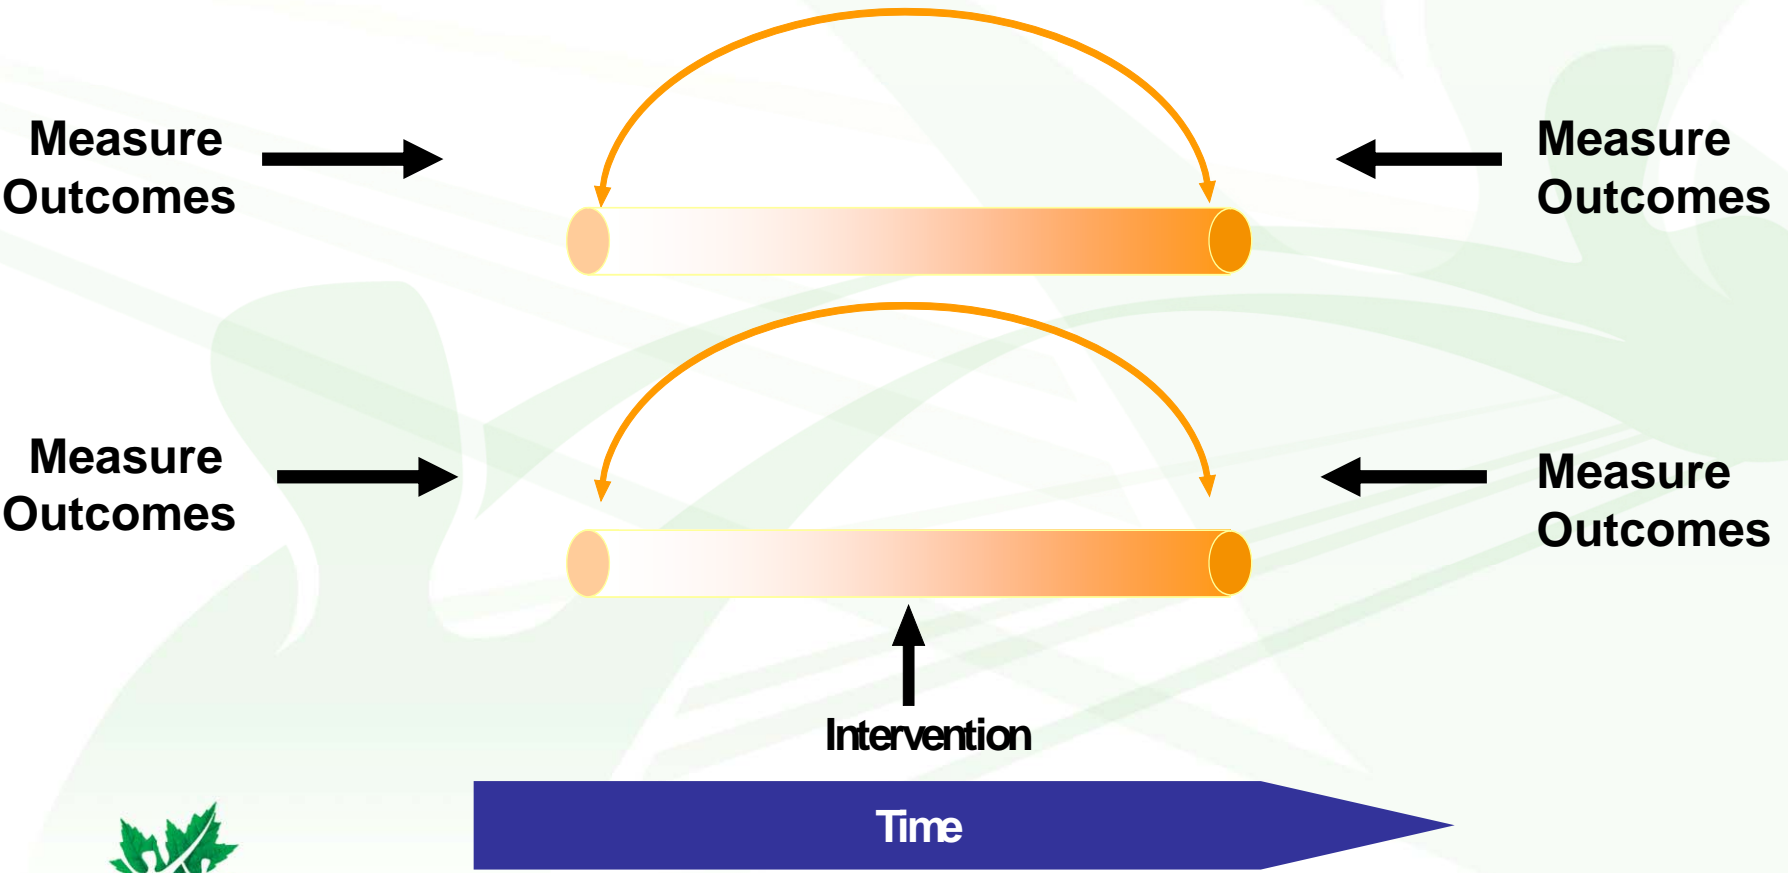 Measure
Outcomes
Measure
Outcomes
Measure
Outcomes
Measure
Outcomes
Intervention
Time